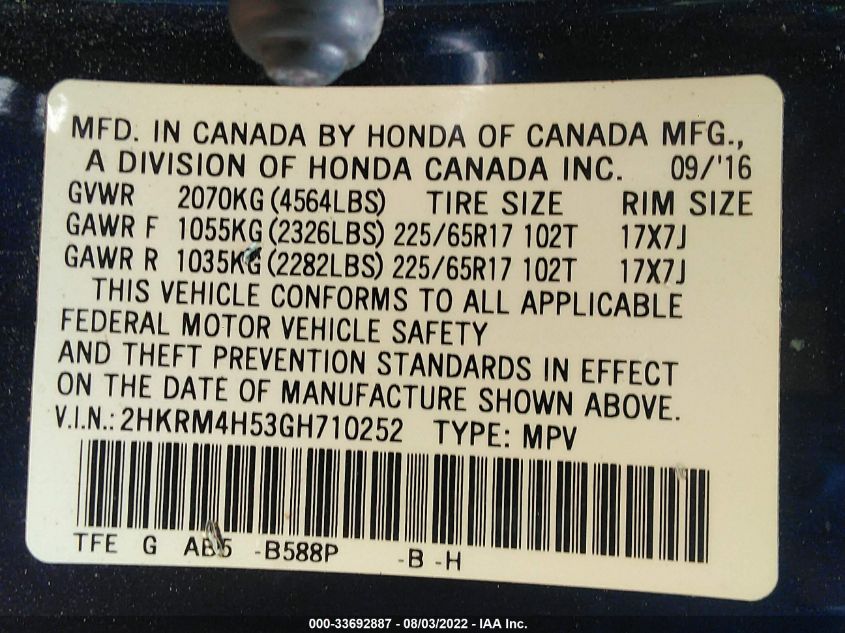 MFD. IN CANADA BY HONDA OF CANADA MFG.,
A DIVISION OF HONDA CANADA INC. 09/'16
GVWR 2070KG (4564LBS) TIRE SIZE RIM SIZE
GAWR F 1055KG (2326LBS) 225/65R17 102T 17X7J
GAWR R 1035KG (2282LBS) 225/65R17 102T 17X7J
THIS VEHICLE CONFORMS TO ALL APPLICABLE
FEDERAL MOTOR VEHICLE SAFETY
AND THEFT PREVENTION STANDARDS IN EFFECT
ON THE DATE OF MANUFACTURE SHOWN ABOVE.
V.I.N.: 2HKRM4H53GH710252 TYPE: MPV
TFE G AB5 -B588P -B -H
000-33692887 - 08/03/2022 - IAA Inc.